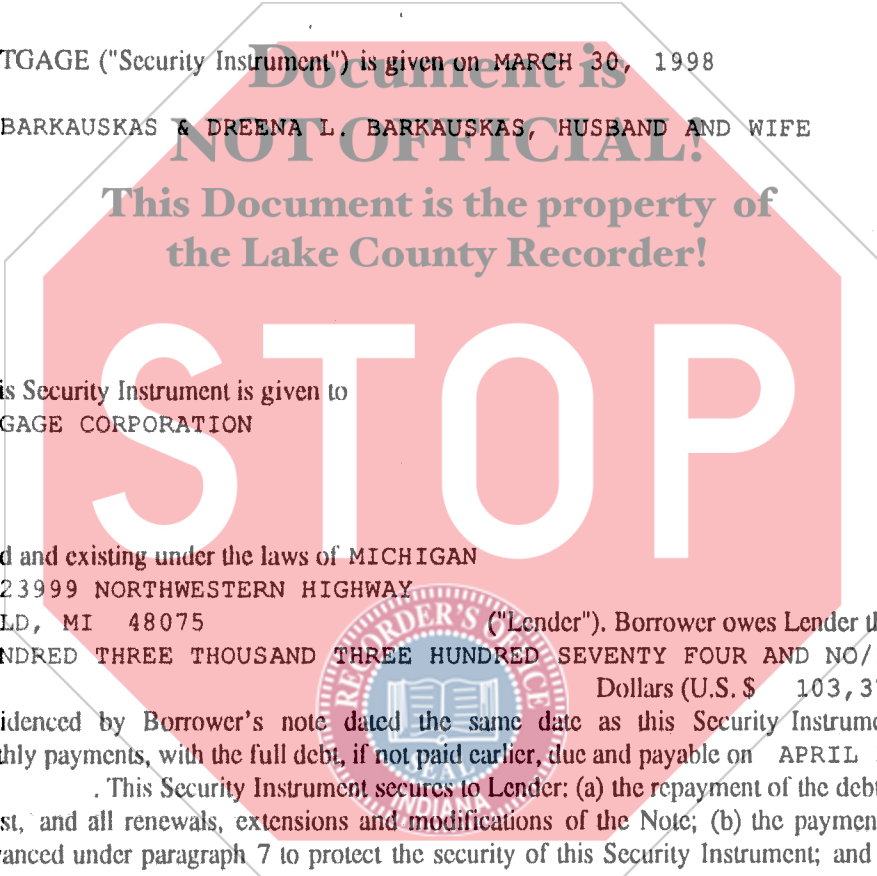 TGAGE ("Security Instrument") is given on MARCH 30, 1998
Document is
BARKAUSKAS & DREENA L. BARKAUSKAS, HUSBAND AND WIFE
NOT OFFICIAL!
This Document is the property of
the Lake County Recorder!
STOP
is Security Instrument is given to
GAGE CORPORATION
d and existing under the laws of MICHIGAN
23999 NORTHWESTERN HIGHWAY
LD, MI 48075 ("Lender"). Borrower owes Lender th
NDRED THREE THOUSAND THREE HUNDRED SEVENTY FOUR AND NO/
Dollars (U.S. $ 103,37
idenced by Borrower's note dated the same date as this Security Instrume
thly payments, with the full debt, if not paid earlier, due and payable on APRIL
. This Security Instrument secures to Lender: (a) the repayment of the debt
st, and all renewals, extensions and modifications of the Note; (b) the payment
vanced under paragraph 7 to protect the security of this Security Instrument; and
RECORDER'S OFFICE
SEAL
INDIANA